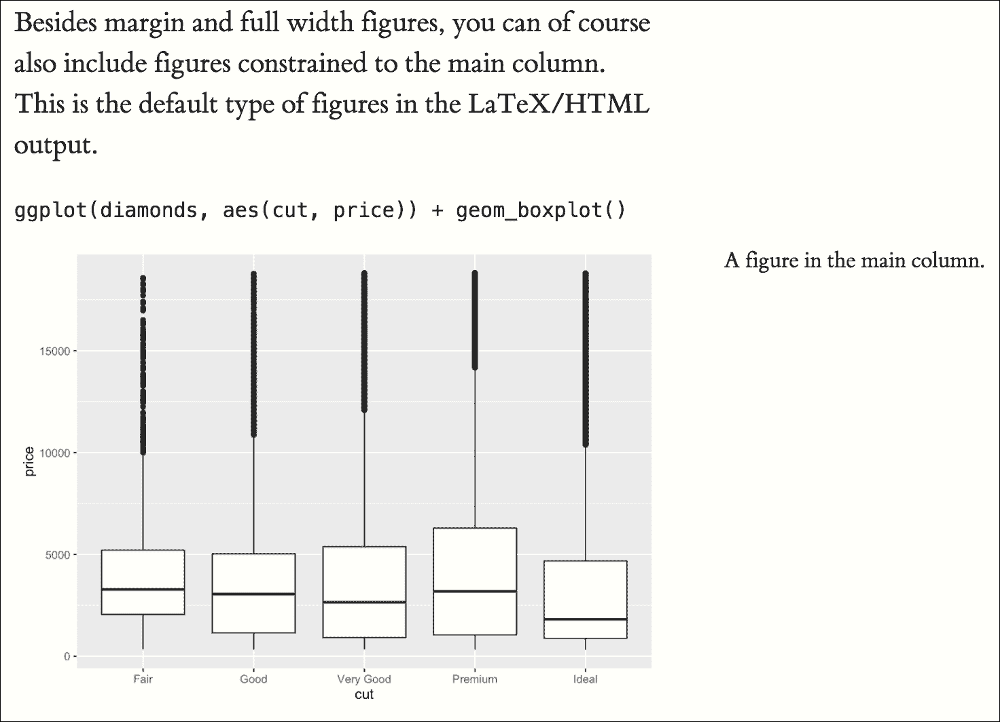 Besides margin and full width figures, you can of course
also include figures constrained to the main column.
This is the default type of figures in the LaTeX/HTML
output.
ggplot(diamonds, aes(cut, price)) + geom_boxplot()
A figure in the main column.
15000
10000
5000
0
price
Fair Good Very Good Premium Ideal
cut